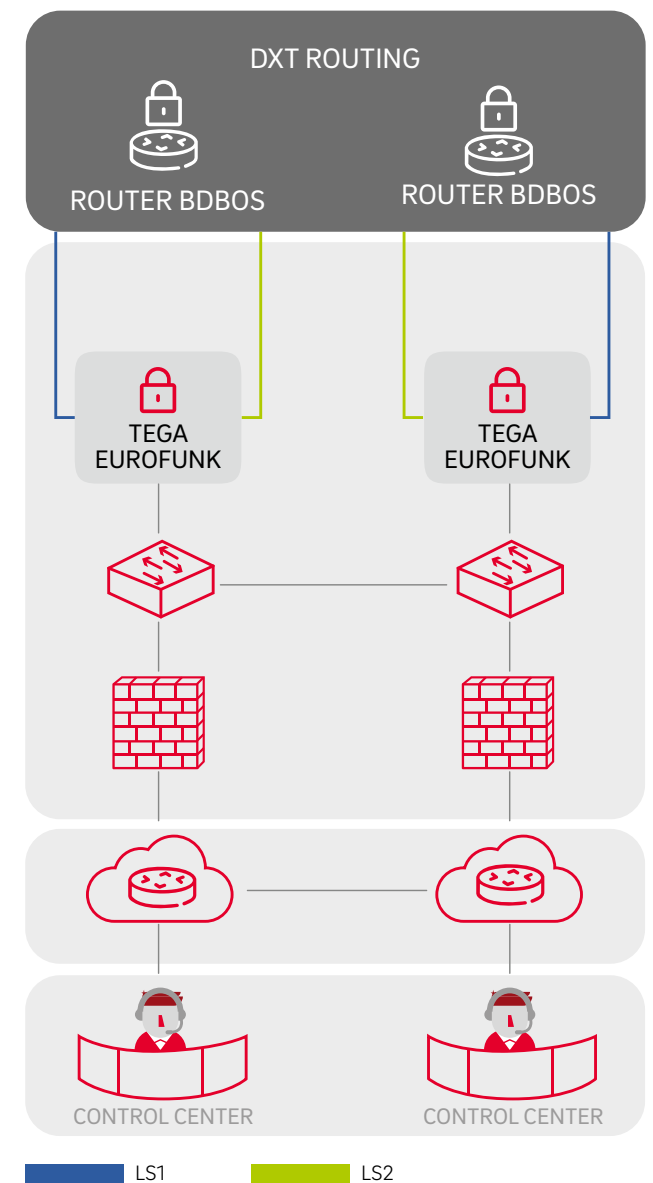 DXT ROUTING
ROUTER BDBOS
ROUTER BDBOS
TEGA
EUROFUNK
TEGA
EUROFUNK
CONTROL CENTER
CONTROL CENTER
LS1
LS2